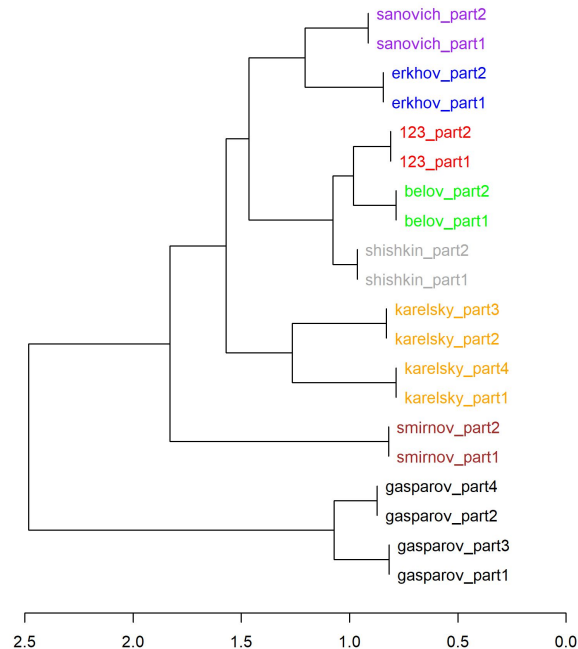 sanovich_part2
sanovich_part1
erkhov_part2
erkhov_part1
123_part2
123_part1
belov_part2
belov_part1
shishkin_part2
shishkin_part1
karelsky_part3
karelsky_part2
karelsky_part4
karelsky_part1
smirnov_part2
smirnov_part1
gasparov_part4
gasparov_part2
gasparov_part3
gasparov_part1
2.5 2.0 1.5 1.0 0.5 0.0